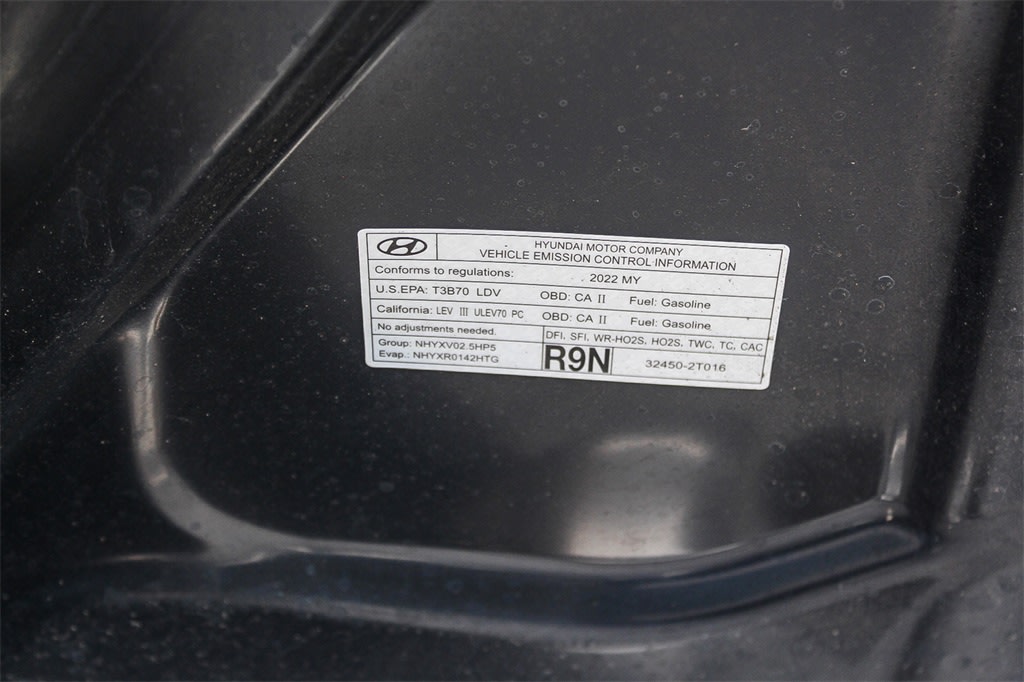 HYUNDAI MOTOR COMPANY
VEHICLE EMISSION CONTROL INFORMATION
Conforms to regulations: 2022 MY
U.S.EPA: T3B70 LDV OBD: CA II Fuel: Gasoline
California: LEV III ULEV70 PC OBD: CA II Fuel: Gasoline
No adjustments needed. DFI, SFI, WR-HO2S, HO2S, TWC, TC, CAC
Group: NHYXV02.5HP5
Evap.: NHYXR0142HTG
R9N 32450-2T016